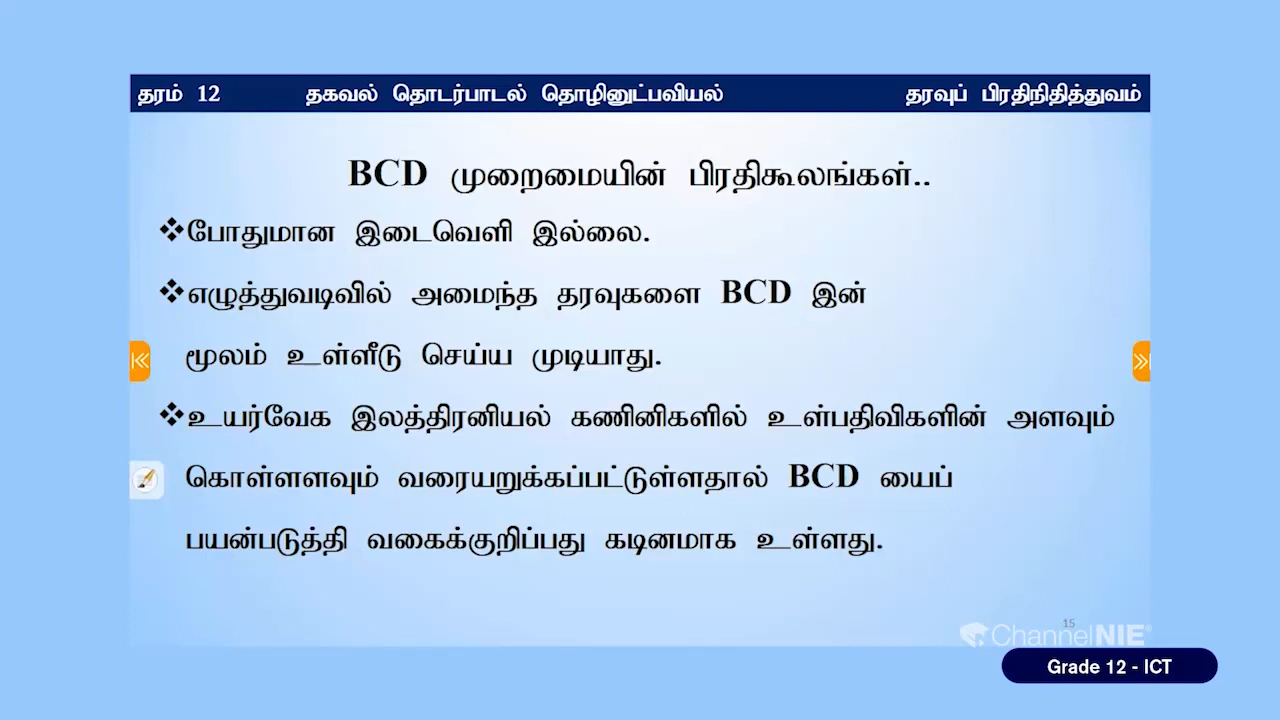 தரம் 12 தகவல் தொடர்பாடல் தொழினுட்பவியல் தரவுப் பிரதிநிதித்துவம்
BCD முறைமையின் பிரதிகூலங்கள்..
❖போதுமான இடைவெளி இல்லை.
❖எழுத்துவடிவில் அமைந்த தரவுகளை BCD இன்
மூலம் உள்ளீடு செய்ய முடியாது.
❖உயர்வேக இலத்திரனியல் கணினிகளில் உள்பதிவிகளின் அளவும்
கொள்ளளவும் வரையறுக்கப்பட்டுள்ளதால் BCD யைப்
பயன்படுத்தி வகைக்குறிப்பது கடினமாக உள்ளது.
15
ChannelNIE
Grade 12 - ICT